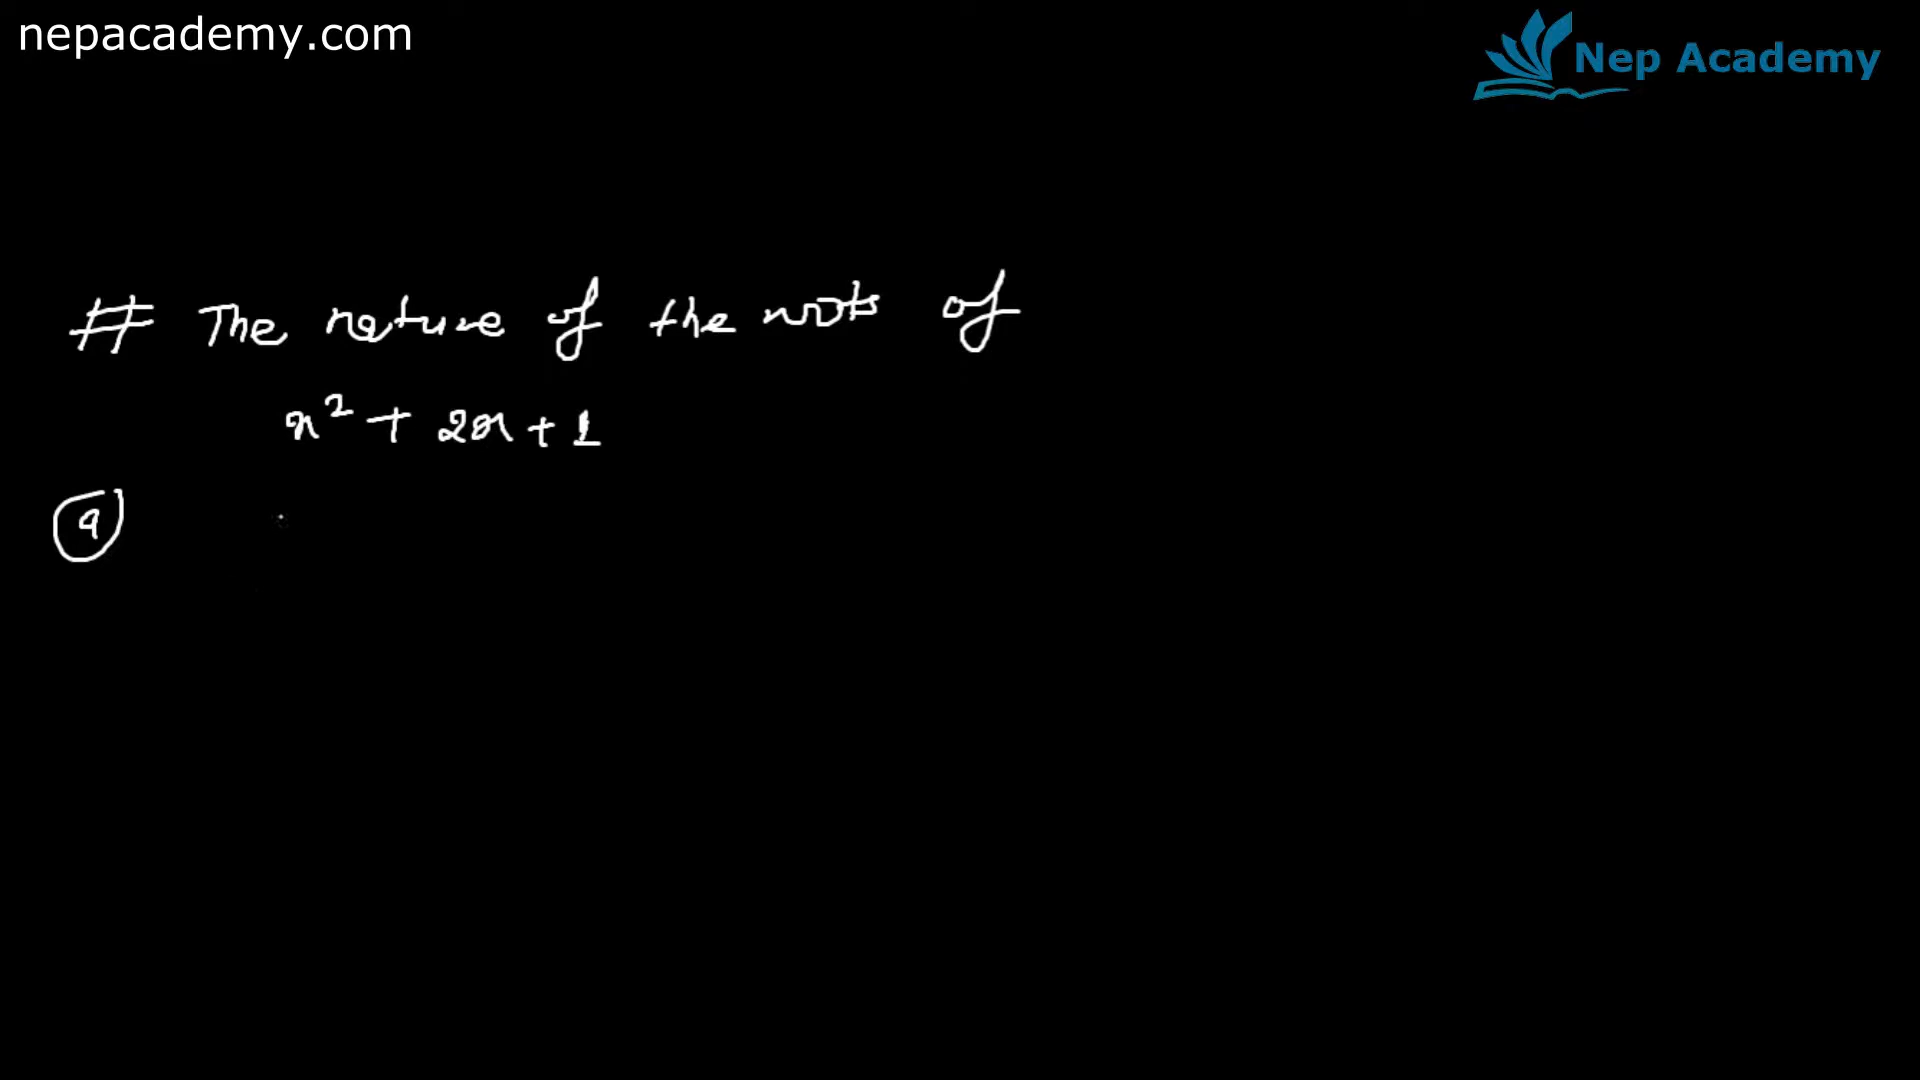 nepacademy.com
Nep Academy
# The nature of the roots of
x² + 2x + 1
a